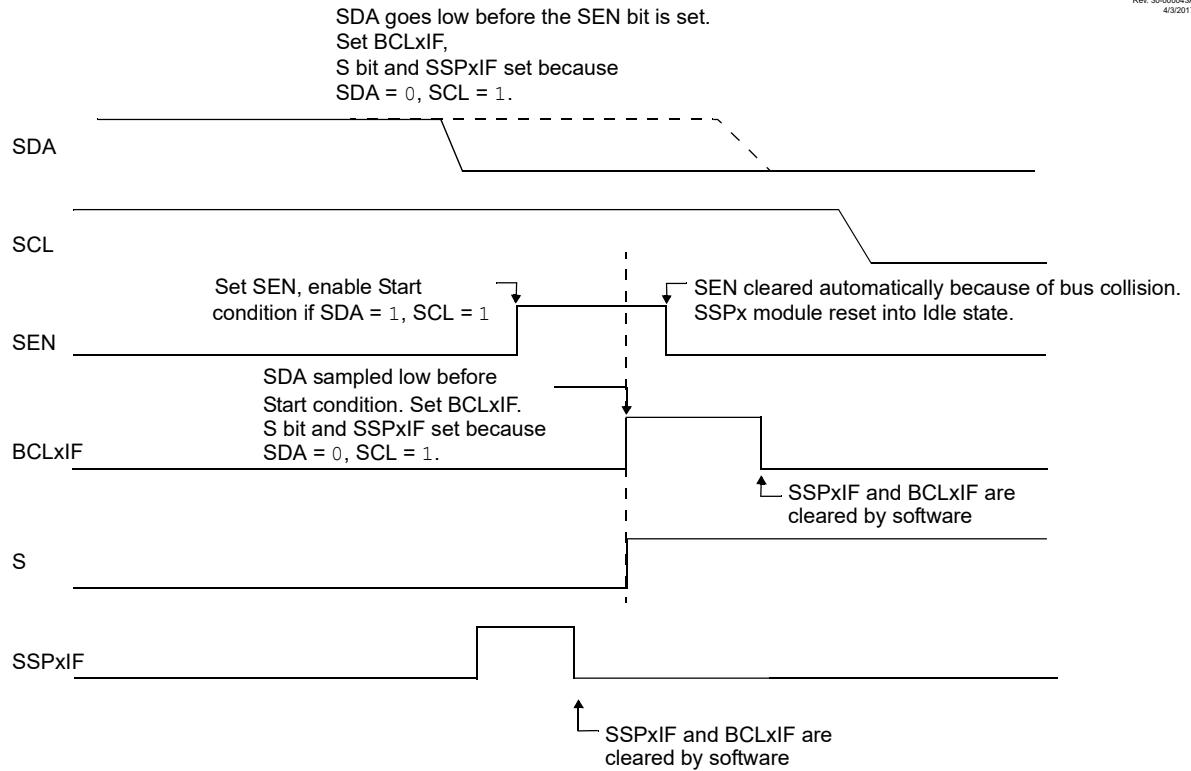 4/3/2017
SDA goes low before the SEN bit is set.
Set BCLxIF,
S bit and SSPxIF set because
SDA = 0, SCL = 1.
SDA
SCL
Set SEN, enable Start
condition if SDA = 1, SCL = 1
SEN cleared automatically because of bus collision.
SSPx module reset into Idle state.
SEN
SDA sampled low before
Start condition. Set BCLxIF.
S bit and SSPxIF set because
SDA = 0, SCL = 1.
BCLxIF
SSPxIF and BCLxIF are
cleared by software
S
SSPxIF
SSPxIF and BCLxIF are
cleared by software